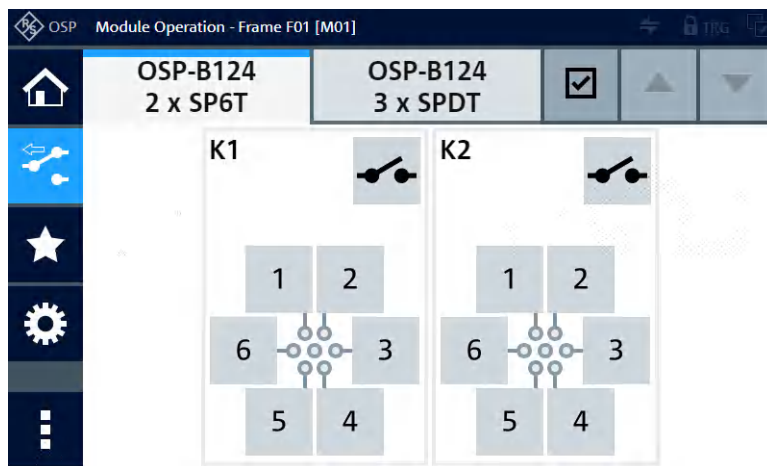 R&S OSP Module Operation - Frame F01 [M01] TRG
OSP-B124 OSP-B124
2 x SP6T 3 x SPDT
K1 K2
1 2 1 2
6 3 6 3
5 4 5 4